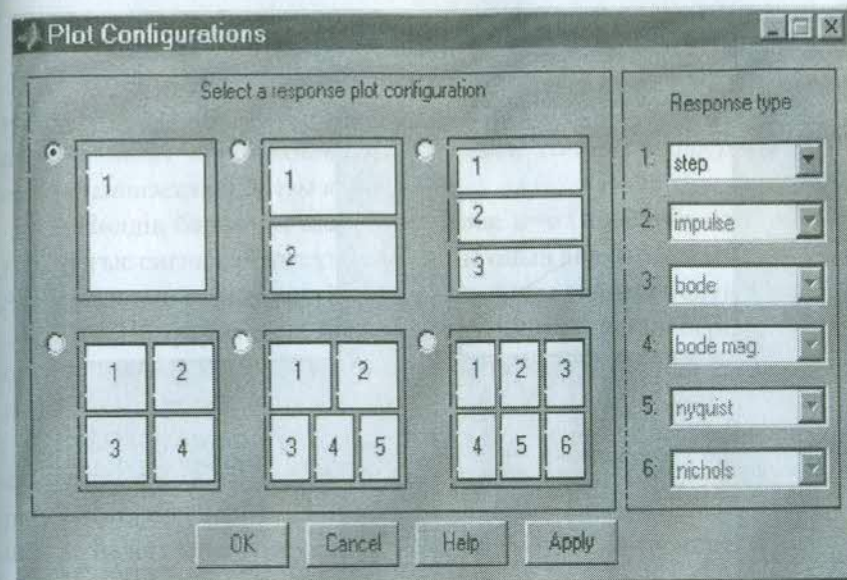 Plot Configurations
Select a response plot configuration
1
1
2
1
2
3
1 2
3 4
1 2
3 4 5
1 2 3
4 5 6
Response type
1: step
2: impulse
3: bode
4: bode mag.
5: nyquist
6: nichols
OK Cancel Help Apply